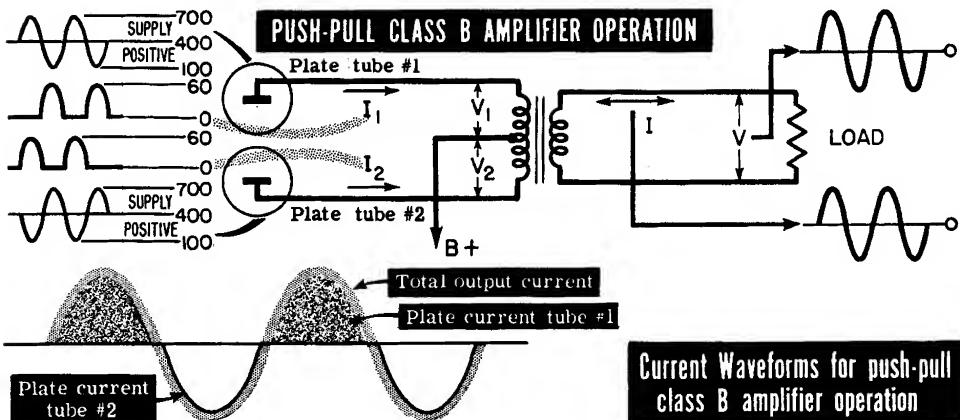 PUSH-PULL CLASS B AMPLIFIER OPERATION
700
SUPPLY
400
POSITIVE
100
60
0
60
0
700
SUPPLY
400
POSITIVE
100
Plate tube #1
I1
V1
I2
V2
Plate tube #2
B+
I
V
LOAD
Total output current
Plate current tube #1
Plate current
tube #2
Current Waveforms for push-pull
class B amplifier operation